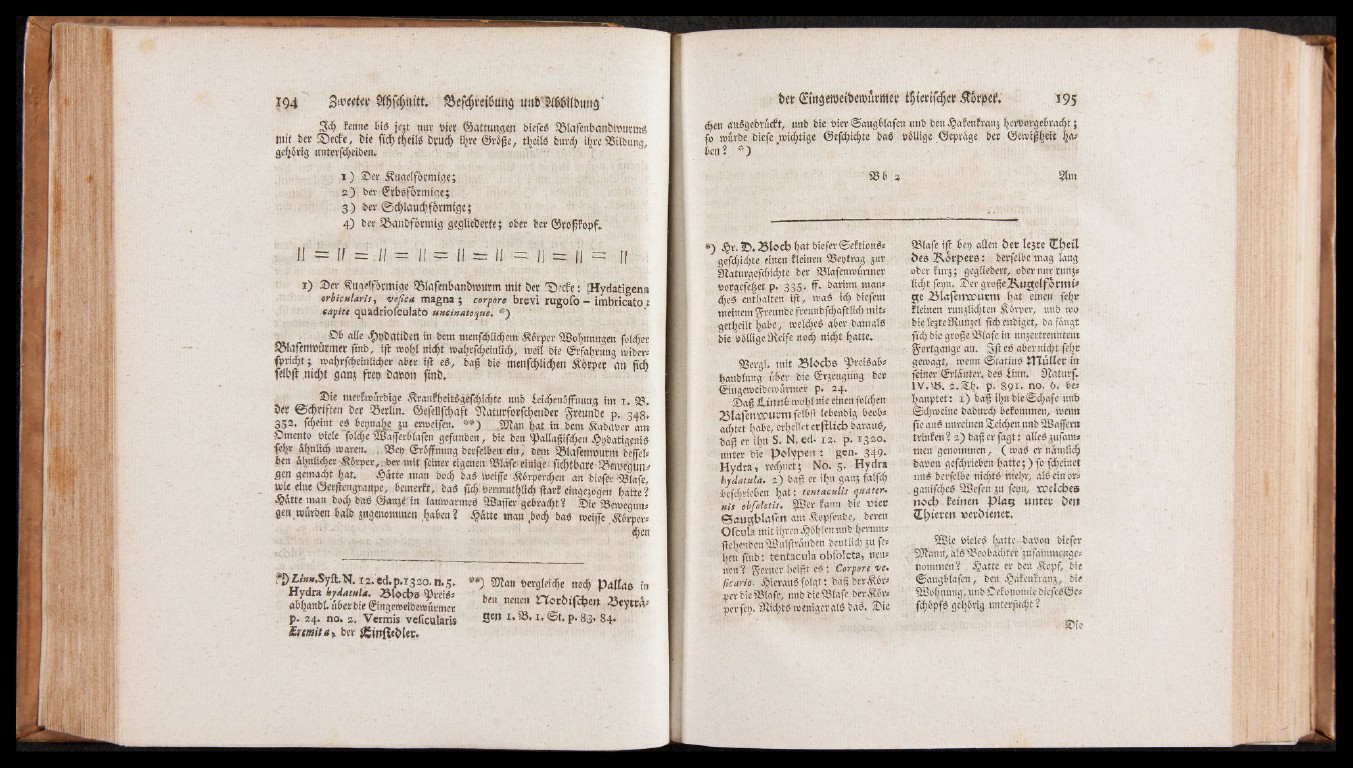 194 Zweeter Abschnitt. Beschreibung und Abbildung
Ich kenne bis jezt nur vier Gattungen dieses Blasenbandwurms
mit der Decke, die sich theils druch ihre Größe, theils durch ihre Bildung,
gehörig unterscheiden.
1) Der Kugelförmige;
2) der Erbsförmige;
3) der Schlauchförmige;
4) der Bandförmig gegliederte; oder der Großkopf.
1) Der Kugelförmige Blasenbandwurm mit der Decke: Hydatigena
orbicularis, vesica magna; corpore brevi rugoso – imbricato;
capite quadriosculato uncinatoque. *)
Ob alle Hydatiden in dem menschlichem Körper Wohnungen solcher
Blasenwürmer sind, ist wohl nicht wahrscheinlich, weil die Erfahrung wider-
spricht; wahrscheinlicher aber ist es, daß die menschlichen Körper an sich
selbst nicht ganz frey davon sind.
Die merkwürdige Krankheitsgeschichte und Leichenöffnung im 1. B.
der Schriften der Berlin. Gesellschaft Naturforschender Freunde p. 348.
352. scheint es beynahe zu erweisen. **) Man hat in dem Kadaver am
Omento viele solche Wasserblasen gefunden, die den Pallaßischen Hydatigenis
sehr ähnlich waren. Bey Eröffnung derselben ein, dem Blasenwurm dessel-
ben ähnlicher Körper, der mit seiner eigenen Blase einige sichtbare Bewegun-
gen gemacht hat. Hätte man doch das weisse Körperchen an dieser Blase,
wie eine Gerstengraupe, bemerkt, das sich vermuthlich stark eingezogen hatte?
Hätte man doch das Ganze in lauwarmes Wasser gebracht? Die Bewegun-
gen würden bald zugenommen haben? Hätte man doch das weisse Körper-
chen
*) Linn. Syst. N. 12. ed. p. 1320. n. 5.
Hydra hydatula. Blochs Preis-
abhandl. über die Eingeweidewürmer
p. 24. no. 2. Vermis vesicularis
Eremita, der Einsiedler.
**) Man vergleiche noch Pallas in
den neuen Nordischen Beyträ-
gen 1. B. 1. St. p. 83. 84.
der Eingeweidewürmer thierischer Körper. 195
chen ausgedrückt, und die vier Saugblasen und den Hakenkranz hervorgebracht;
so würde diese wichtige Geschichte das völlige Gepräge der Gewißheit ha-
ben? *)
Bb 2 Am
*) Hr. D. Bloch hat dieser Sektions-
geschichte einen kleinen Beytrag zur
Naturgeschichte der Blasenwürmer
vorgesetzet p. 335. ff. darinn man-
ches enthalten ist, was ich diesem
meinem Freunde freundschaftlich mit-
getheilt habe, welches aber damals
die völlige Reife noch nicht hatte.
Vergl. mit Blochs Preisab-
handlung über die Erzeugung der
Eingeweidewürmer p. 24.
Daß Linné wohl nie einen solchen
Blasenwurm selbst lebendig beob-
achtet habe, erhellet erstlich daraus,
daß er ihn S. N. ed. 12. p. 1320.
unter die Polypen: gen. 349.
Hydra, rechnet; No. 5. Hydra
hydatula. 2) daß er ihn ganz falsch
beschrieben hat: tentaculis quater-
nis obsoletis. Wer kann die vier
Saugblasen am Kopfende, deren
Oscula mit ihren Höhlen und herum-
stehenden Wulsträndern deutlich zu se-
hen sind: tentacula obsoleta, nen-
nen? Ferner heißt es: Corpore ve-
sicario. Hieraus folgt: daß der Kör-
per die Blase, und die Blase der Kör-
per sey. Nichts weniger als das. Die
Blase ist bey allen der lezte Theil
des Körpers: derselbe mag lang
oder kurz; gegliedert, oder nur runz-
licht seyn. Der große Kugelförmi-
ge Blasenwurm hat einen sehr
kleinen runzlichten Körper, und wo
die lezte Runzel sich endiget, da fängt
sich die große Blase in unzertrenntem
Fortgange an. Ist es aber nicht sehr
gewagt, wenn Statius Müller in
seiner Erläuter. des Linn. Natursy.
IV. B. 2. Th. p. 891. no. 6. be-
hauptet: 1) daß ihn die Schafe und
Schweine dadurch bekommen, wenn
sie aus unreinen Teichen und Wassern
trinken? 2) daß er sagt: alles zusam-
men genommen, (was er nämlich
davon geschrieben hatte;) so scheinet
uns derselbe nichts mehr, als ein or-
ganisches Wesen zu seyn, welches
noch keinen Platz unter den
Thieren verdienet.
Wie vieles hatte davon dieser
Mann, als Beobachter zusammenge-
nommen? Hatte er den Kopf, die
Saugblasen, den Hakenkranz, die
Wohnung, und Oekonomie dieses Ge-
schöpfs gehörig untersucht?
Die